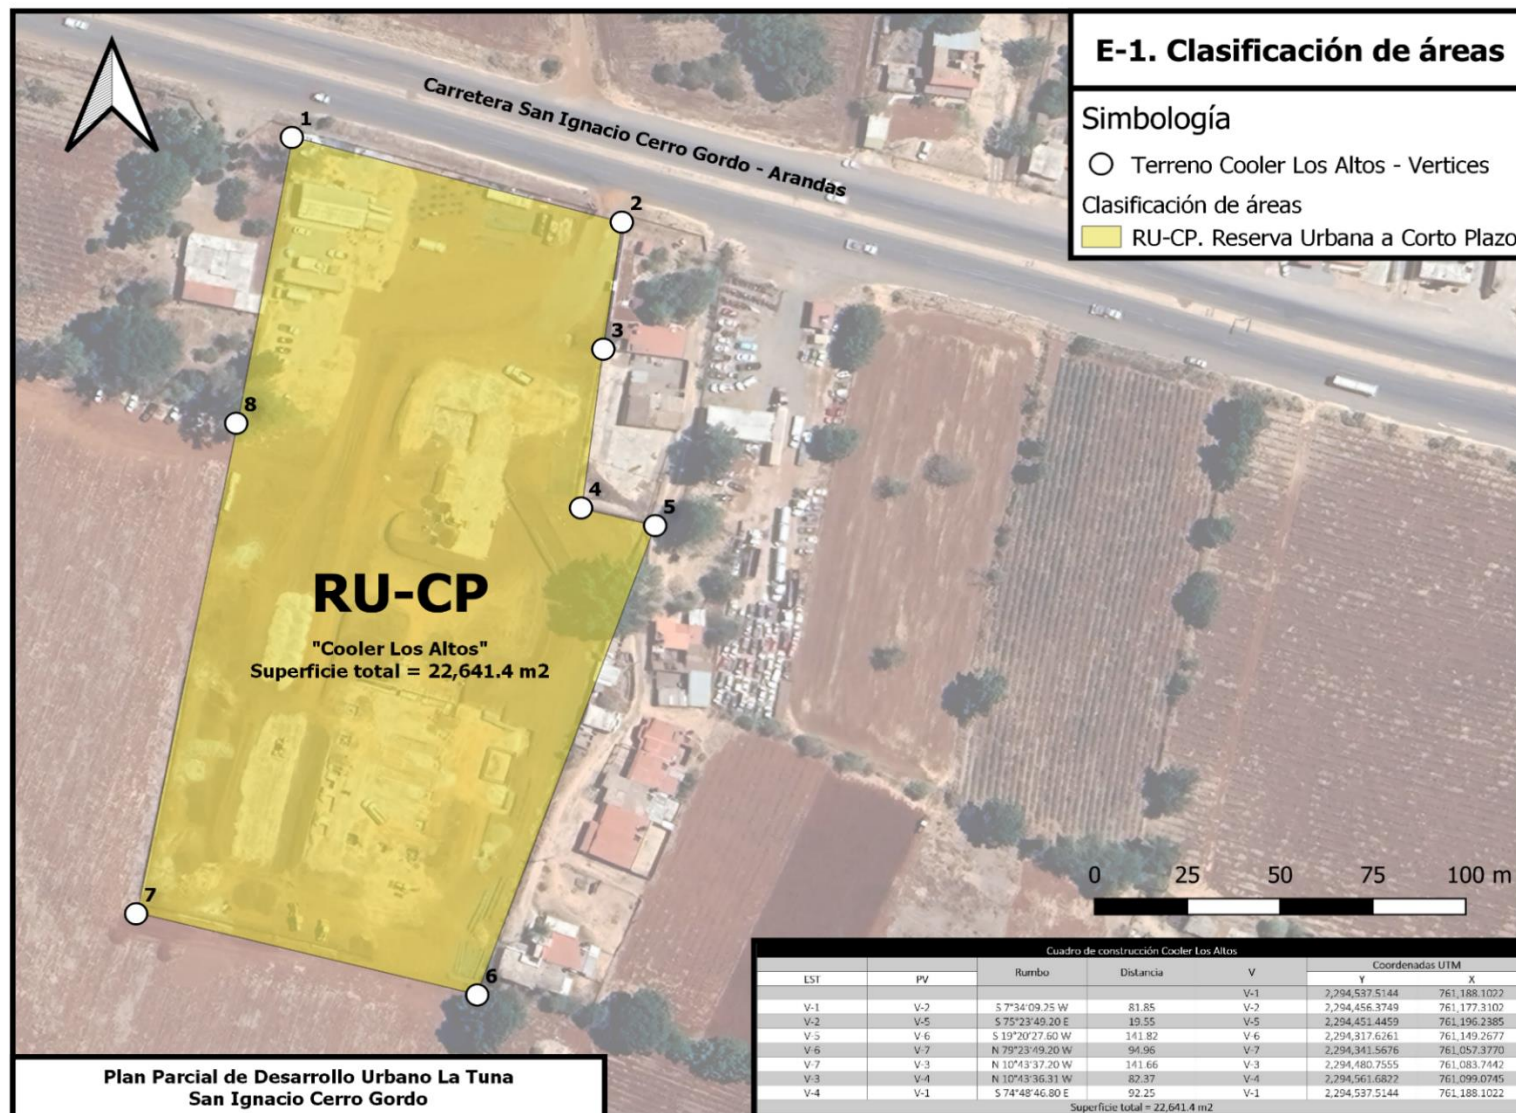 E-1. Clasificación de áreas
Simbología
Terreno Cooler Los Altos - Vertices
Clasificación de áreas
RU-CP. Reserva Urbana a Corto Plazo
Carretera San Ignacio Cerro Gordo - Arandas
1
2
3
8
4
5
RU-CP
"Cooler Los Altos"
Superficie total = 22,641.4 m2
7
6
0 25 50 75 100 m
Cuadro de construcción Cooler Los Altos
EST PV Rumbo Distancia V Coordenadas UTM
Y X
V-1 2,294,537.5144 761,188.1022
V-1 V-2 S 7°34'09.25 W 81.85 V-2 2,294,456.3749 761,177.3102
V-2 V-5 S 75°23'49.20 E 19.55 V-5 2,294,451.4459 761,196.2385
V-5 V-6 S 19°20'27.60 W 141.82 V-6 2,294,317.6261 761,149.2677
V-6 V-7 N 79°23'49.20 W 94.96 V-7 2,294,341.5676 761,057.3770
V-7 V-3 N 10°43'37.20 W 141.66 V-3 2,294,480.7555 761,083.7442
V-3 V-4 N 10°43'36.31 W 82.37 V-4 2,294,561.6822 761,099.0745
V-4 V-1 S 74°48'46.80 E 92.25 V-1 2,294,537.5144 761,188.1022
Superficie total = 22,641.4 m2
Plan Parcial de Desarrollo Urbano La Tuna
San Ignacio Cerro Gordo